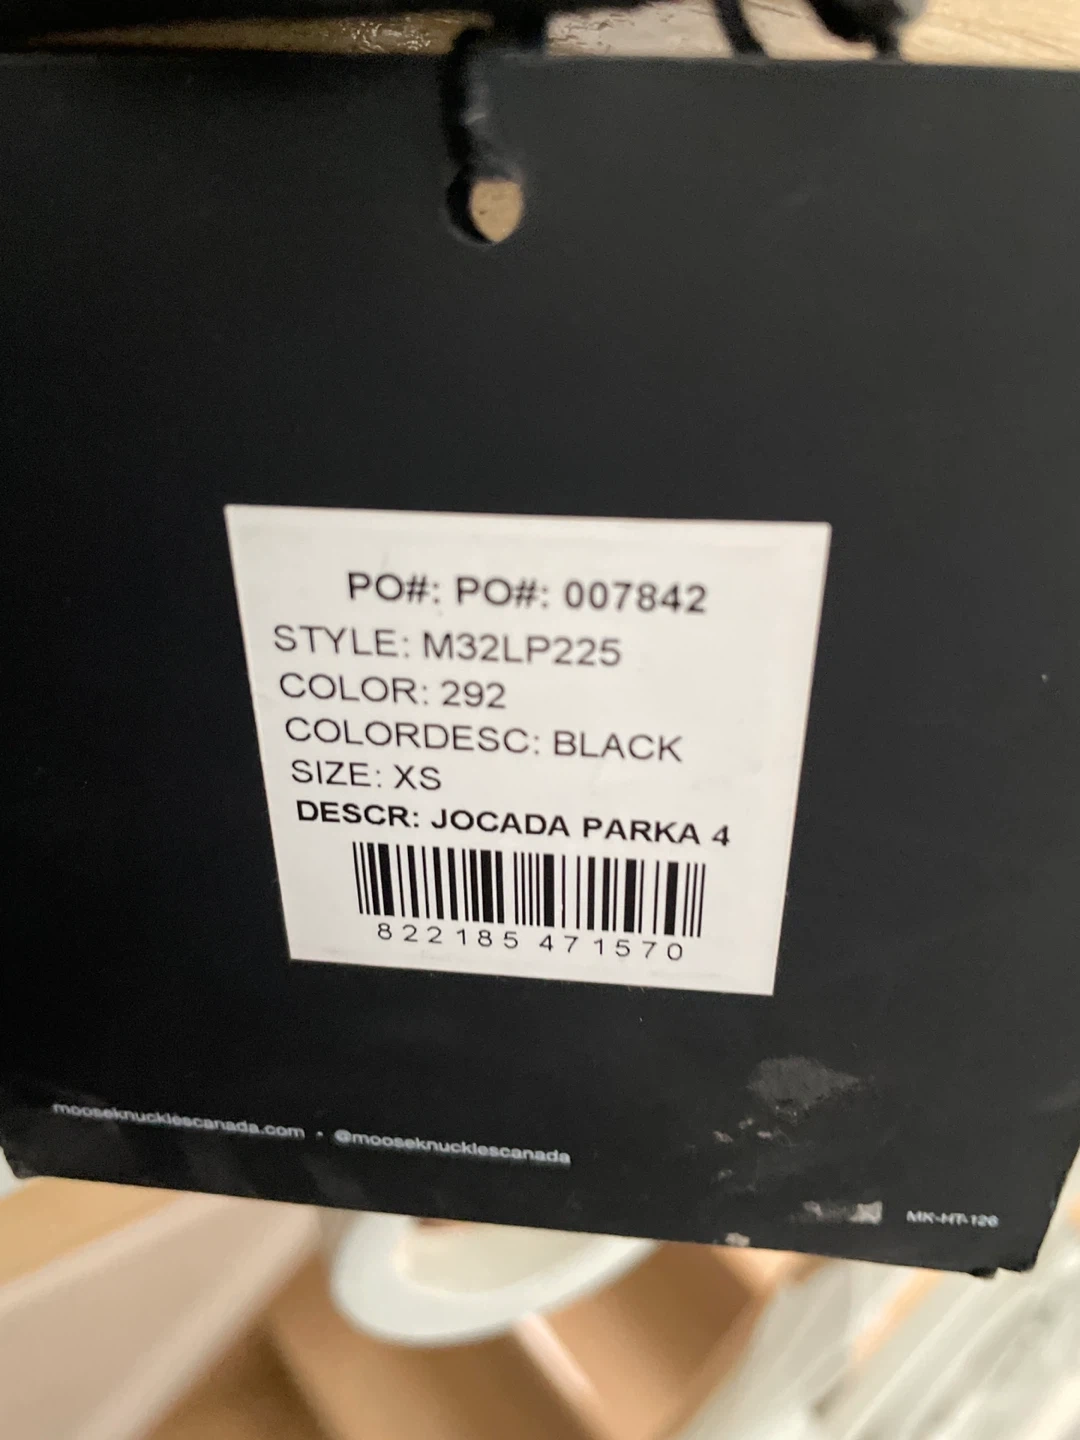 PO#: PO#: 007842
STYLE: M32LP225
COLOR: 292
COLORDESC: BLACK
SIZE: XS
DESCR: JOCADA PARKA 4
822185 471570
mooseknucklescanada.com • @mooseknucklescanada
MK-HT-126